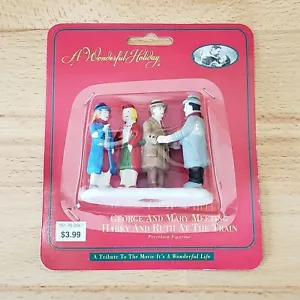 A Wonderful Holiday
George And Mary Meeting
Harry And Ruth At The Train
Porcelain Figurine
$3.99
A Tribute To The Movie It's A Wonderful Life